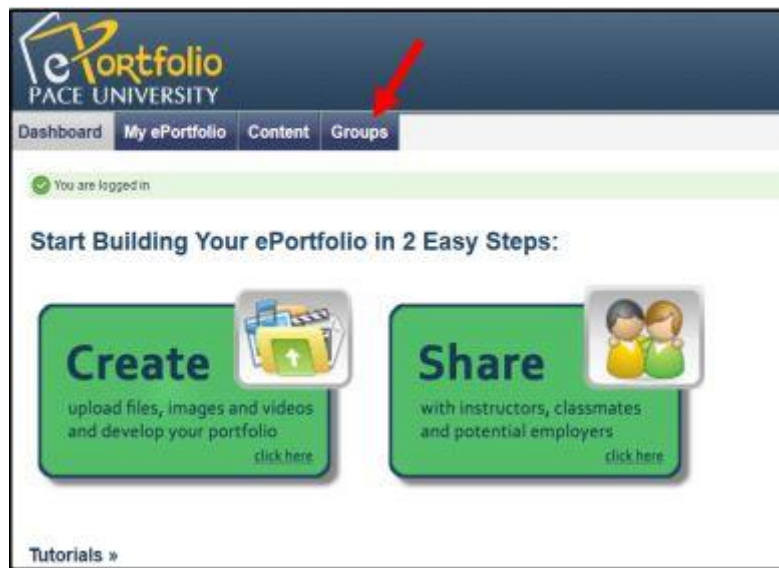 ePortfolio
PACE UNIVERSITY
Dashboard My ePortfolio Content Groups
You are logged in
Start Building Your ePortfolio in 2 Easy Steps:
Create
upload files, images and videos
and develop your portfolio
click here
Share
with instructors, classmates
and potential employers
click here
Tutorials »